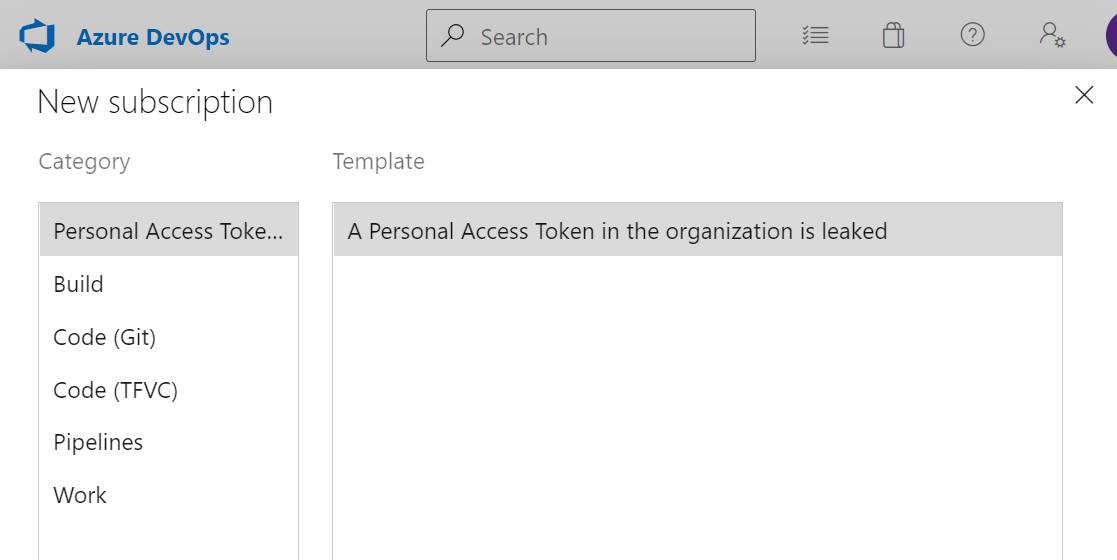 Azure DevOps
Search
New subscription
Category
Template
Personal Access Toke...
A Personal Access Token in the organization is leaked
Build
Code (Git)
Code (TFVC)
Pipelines
Work